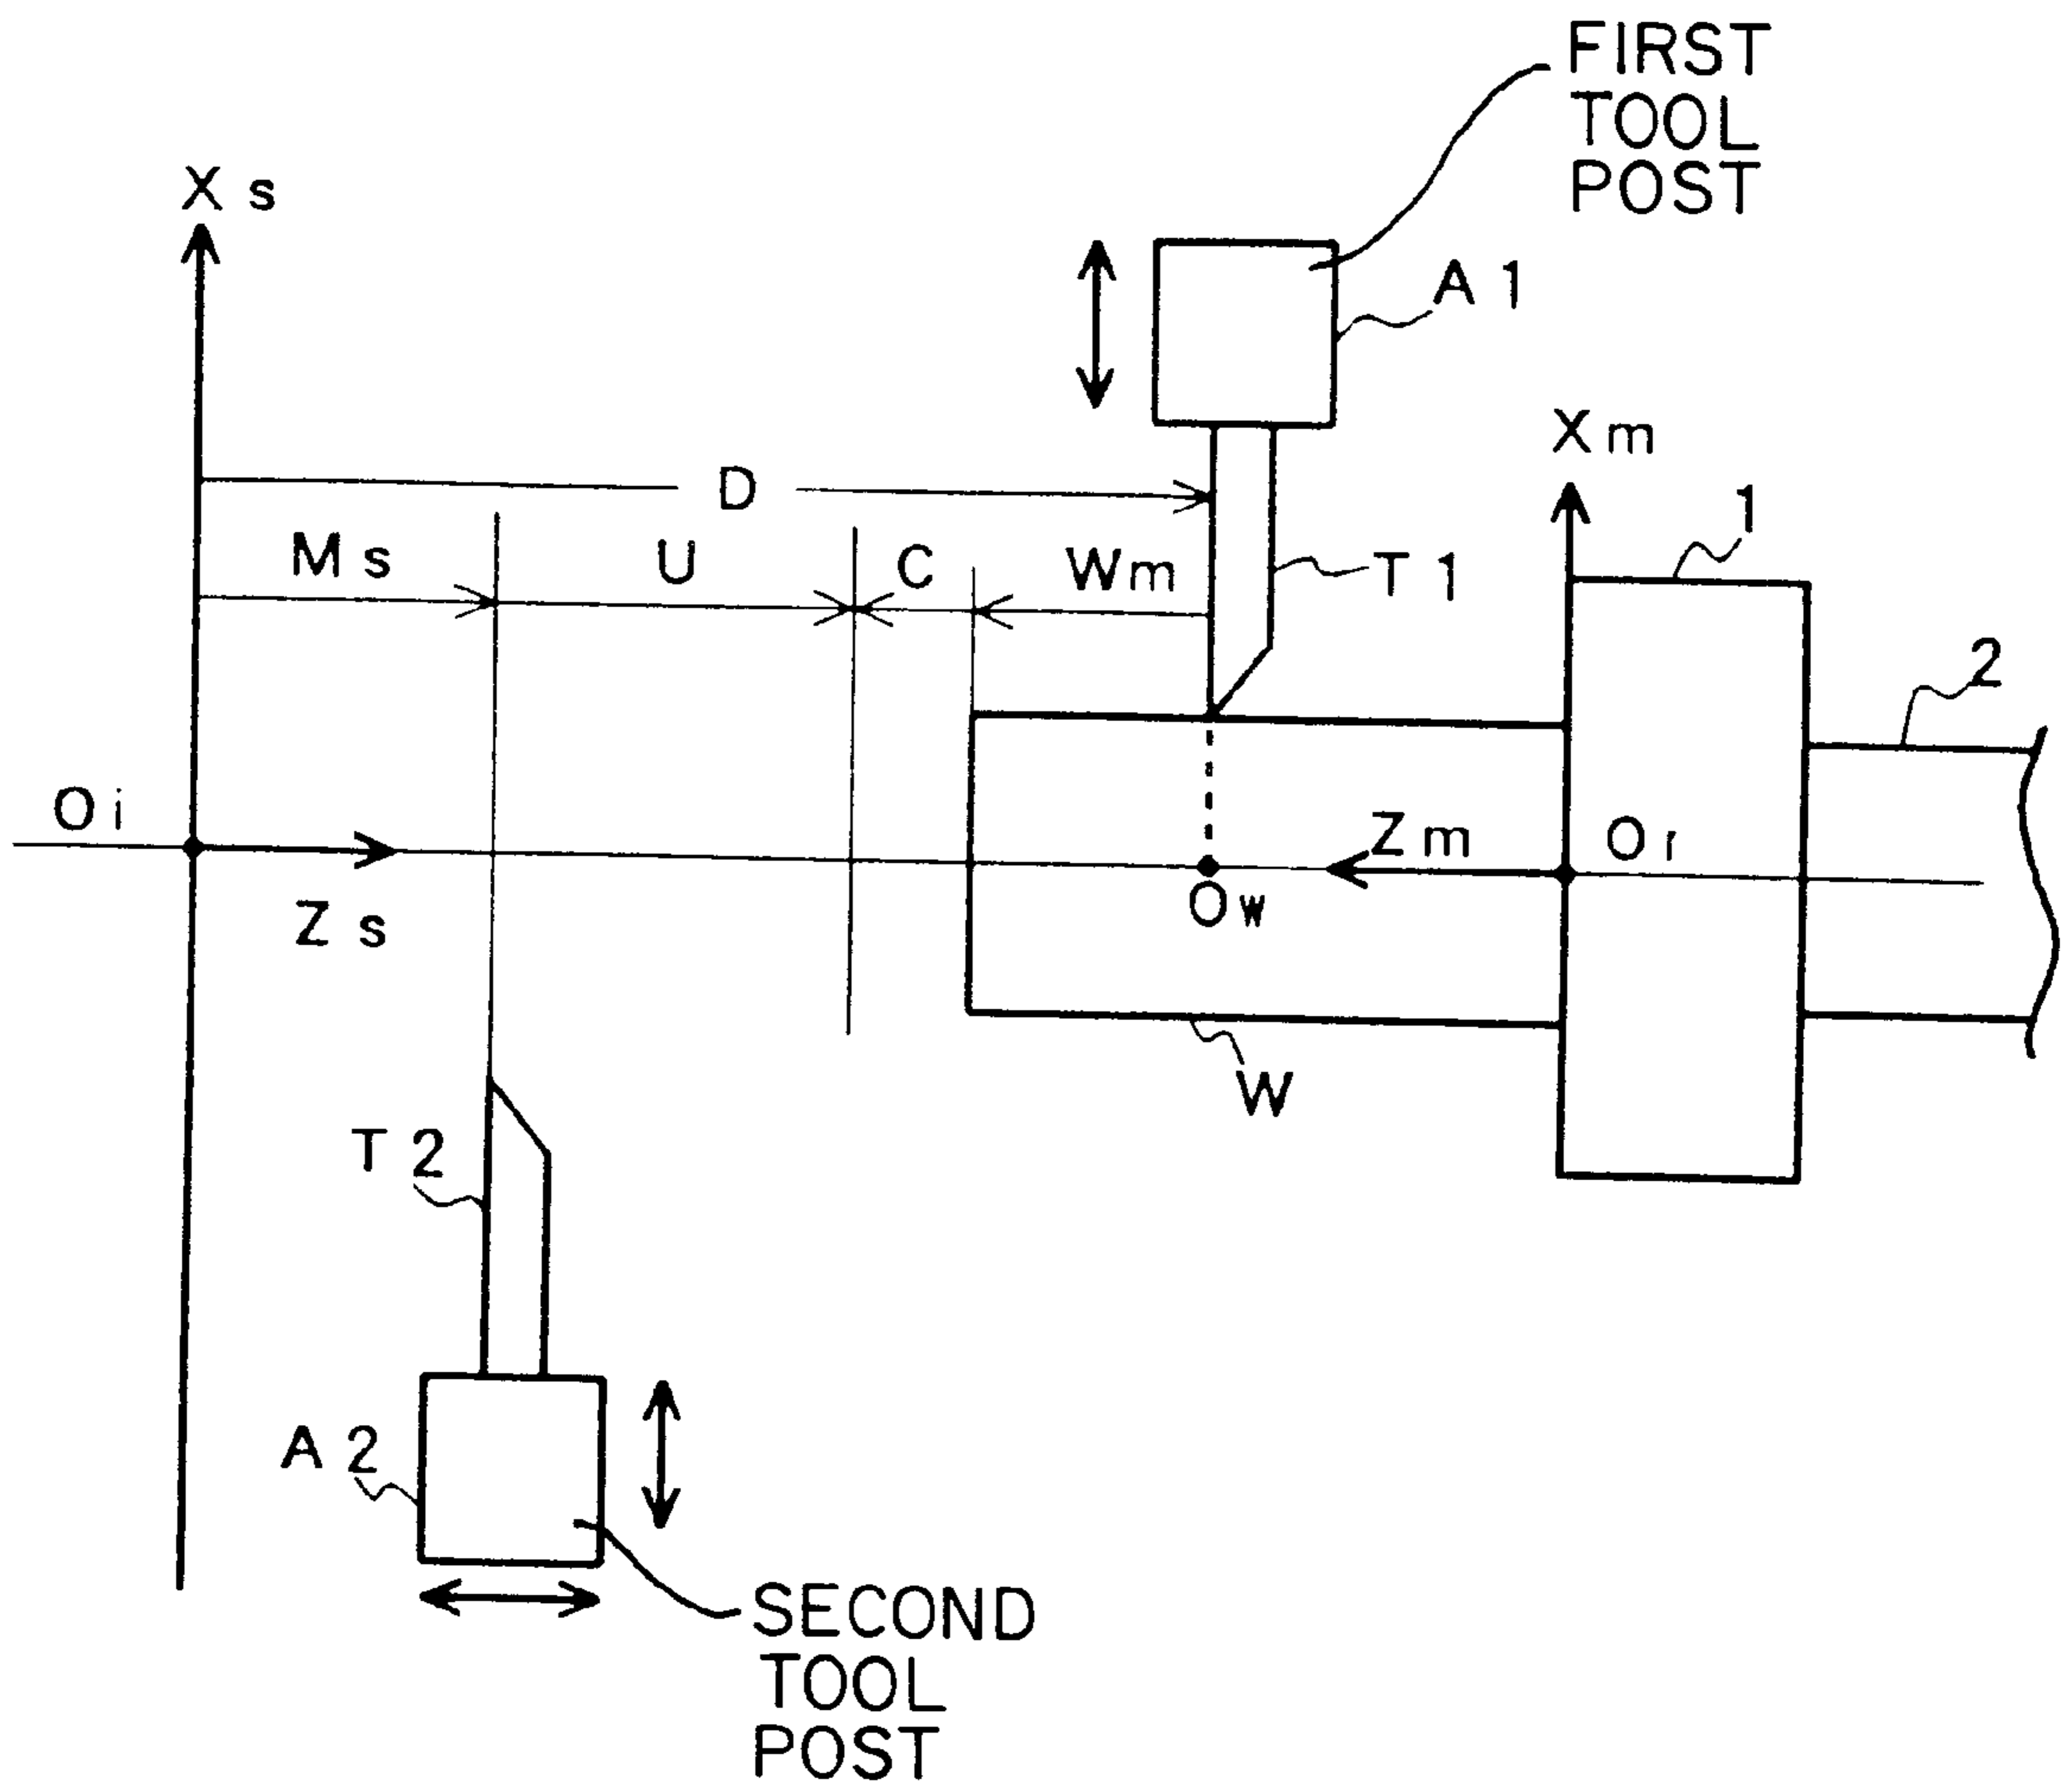 FIRST
TOOL
POST
X s
A 1
X m
D
1
M s
U
C
W m
T 1
2
O i
Z m
O r
Z s
O w
W
T 2
A 2
SECOND
TOOL
POST